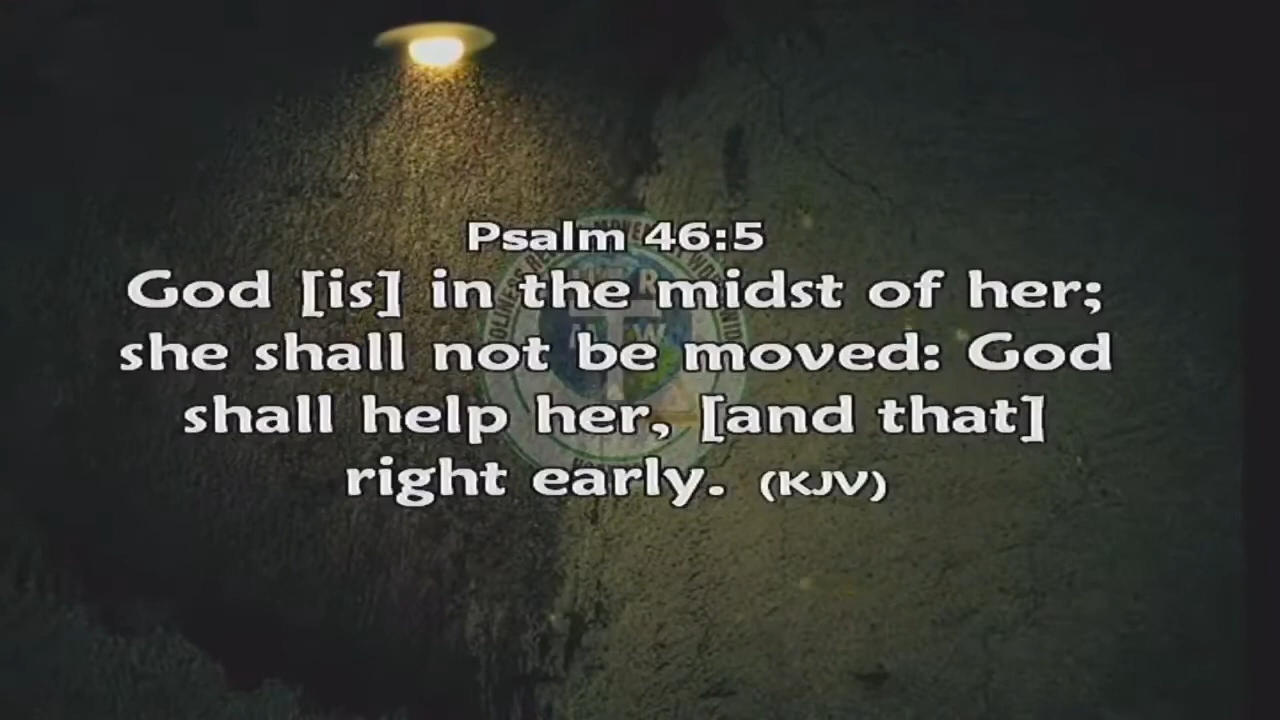 Psalm 46:5
God [is] in the midst of her;
she shall not be moved: God
shall help her, [and that]
right early. (KJV)